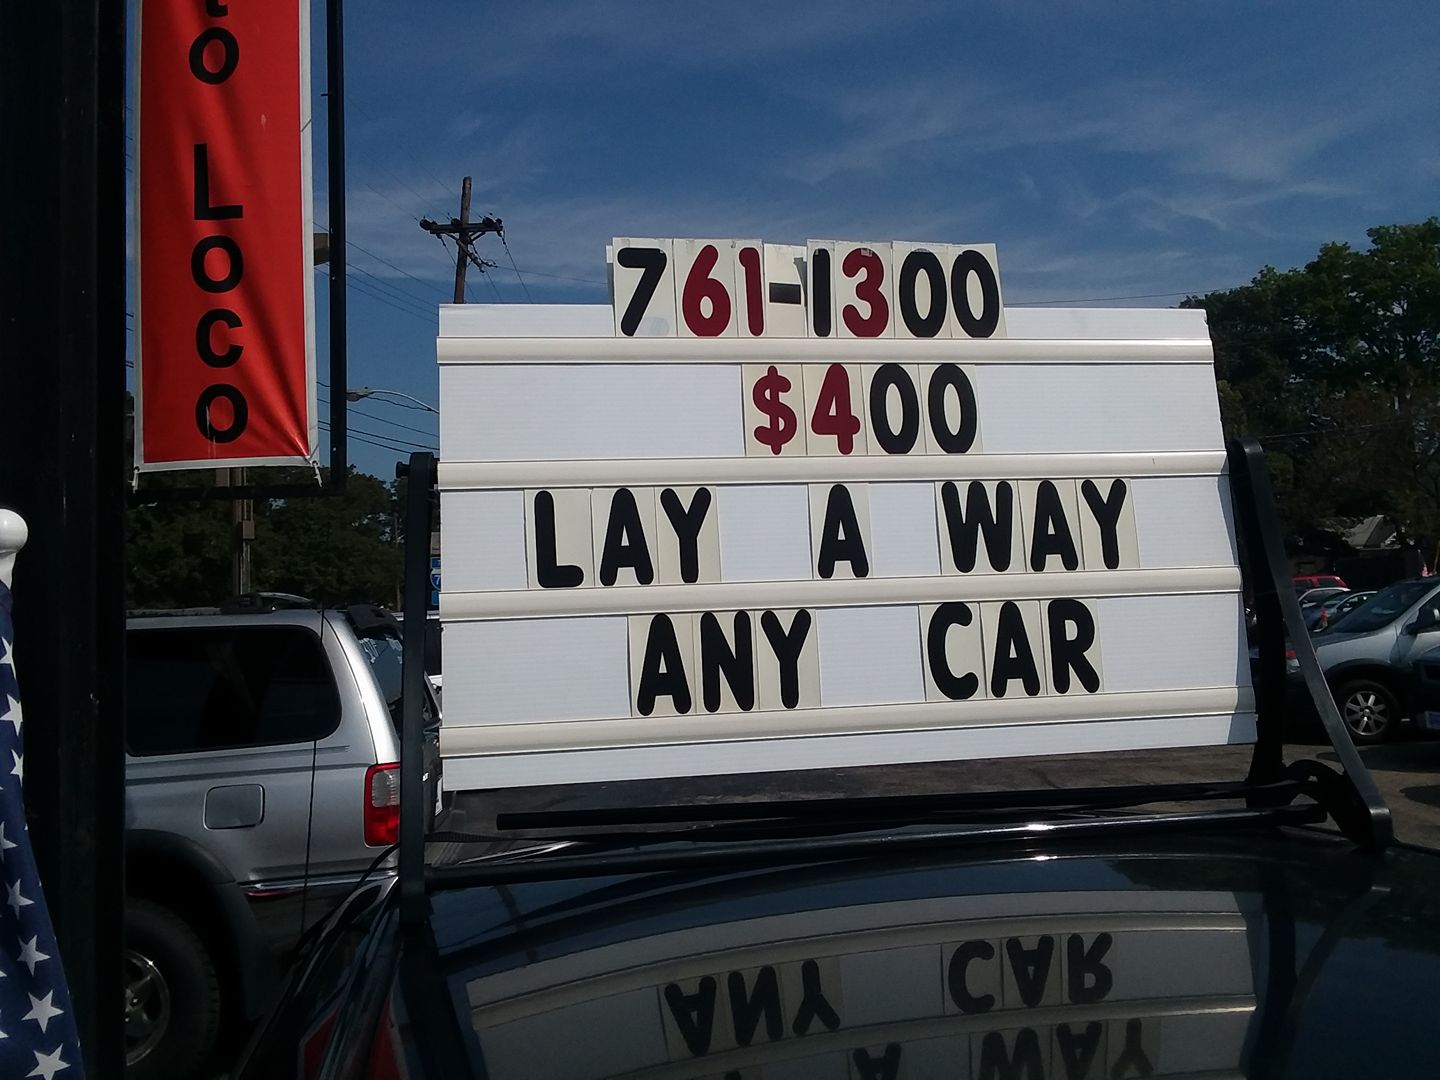 761-1300
$400
LAY A WAY
ANY CAR
Loco